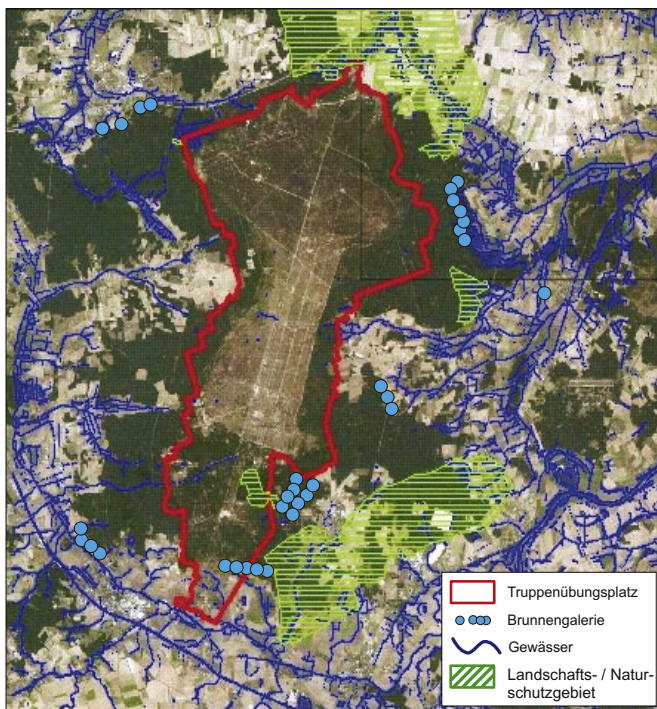 Truppenübungsplatz
Brunnengalerie
Gewässer
Landschafts- / Natur-
schutzgebiet